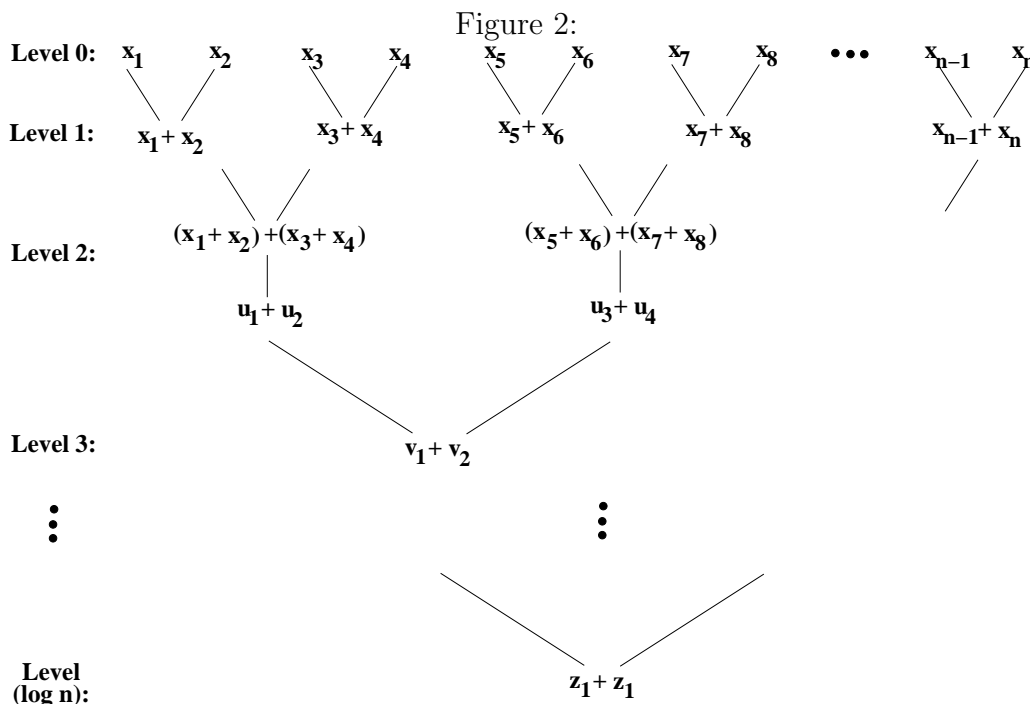 Figure 2:
Level 0: x1 x2 x3 x4 x5 x6 x7 x8 ••• xn−1 xn
Level 1: x1+ x2 x3+ x4 x5+ x6 x7+ x8 xn−1+ xn
Level 2: (x1+ x2) +(x3+ x4) (x5+ x6) +(x7+ x8)
u1+ u2 u3+ u4
Level 3: v1+ v2
Level
(log n): z1+ z1